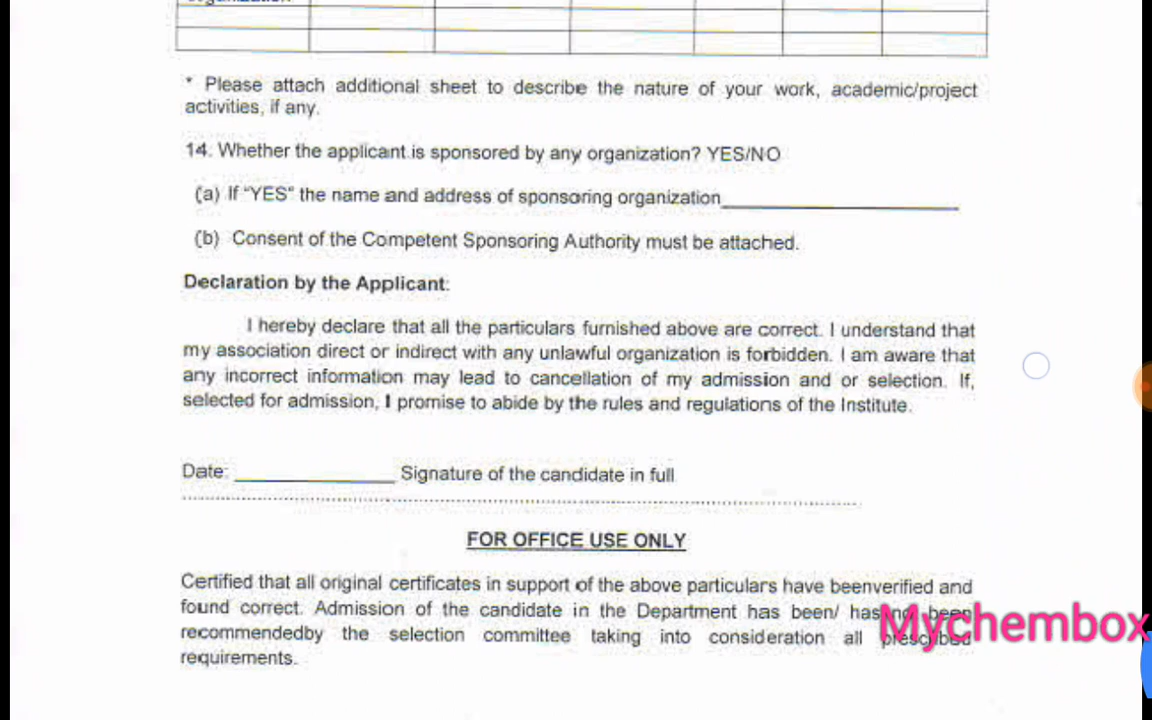 * Please attach additional sheet to describe the nature of your work, academic/project
activities, if any.
14. Whether the applicant is sponsored by any organization? YES/NO
(a) If "YES" the name and address of sponsoring organization
(b) Consent of the Competent Sponsoring Authority must be attached.
Declaration by the Applicant:
I hereby declare that all the particulars furnished above are correct. I understand that
my association direct or indirect with any unlawful organization is forbidden. I am aware that
any incorrect information may lead to cancellation of my admission and or selection. If,
selected for admission, I promise to abide by the rules and regulations of the Institute.
Date: Signature of the candidate in full
FOR OFFICE USE ONLY
Certified that all original certificates in support of the above particulars have beenverified and
found correct. Admission of the candidate in the Department has been/ has not been
recommendedby the selection committee taking into consideration all prescribed
requirements.
Mychembox